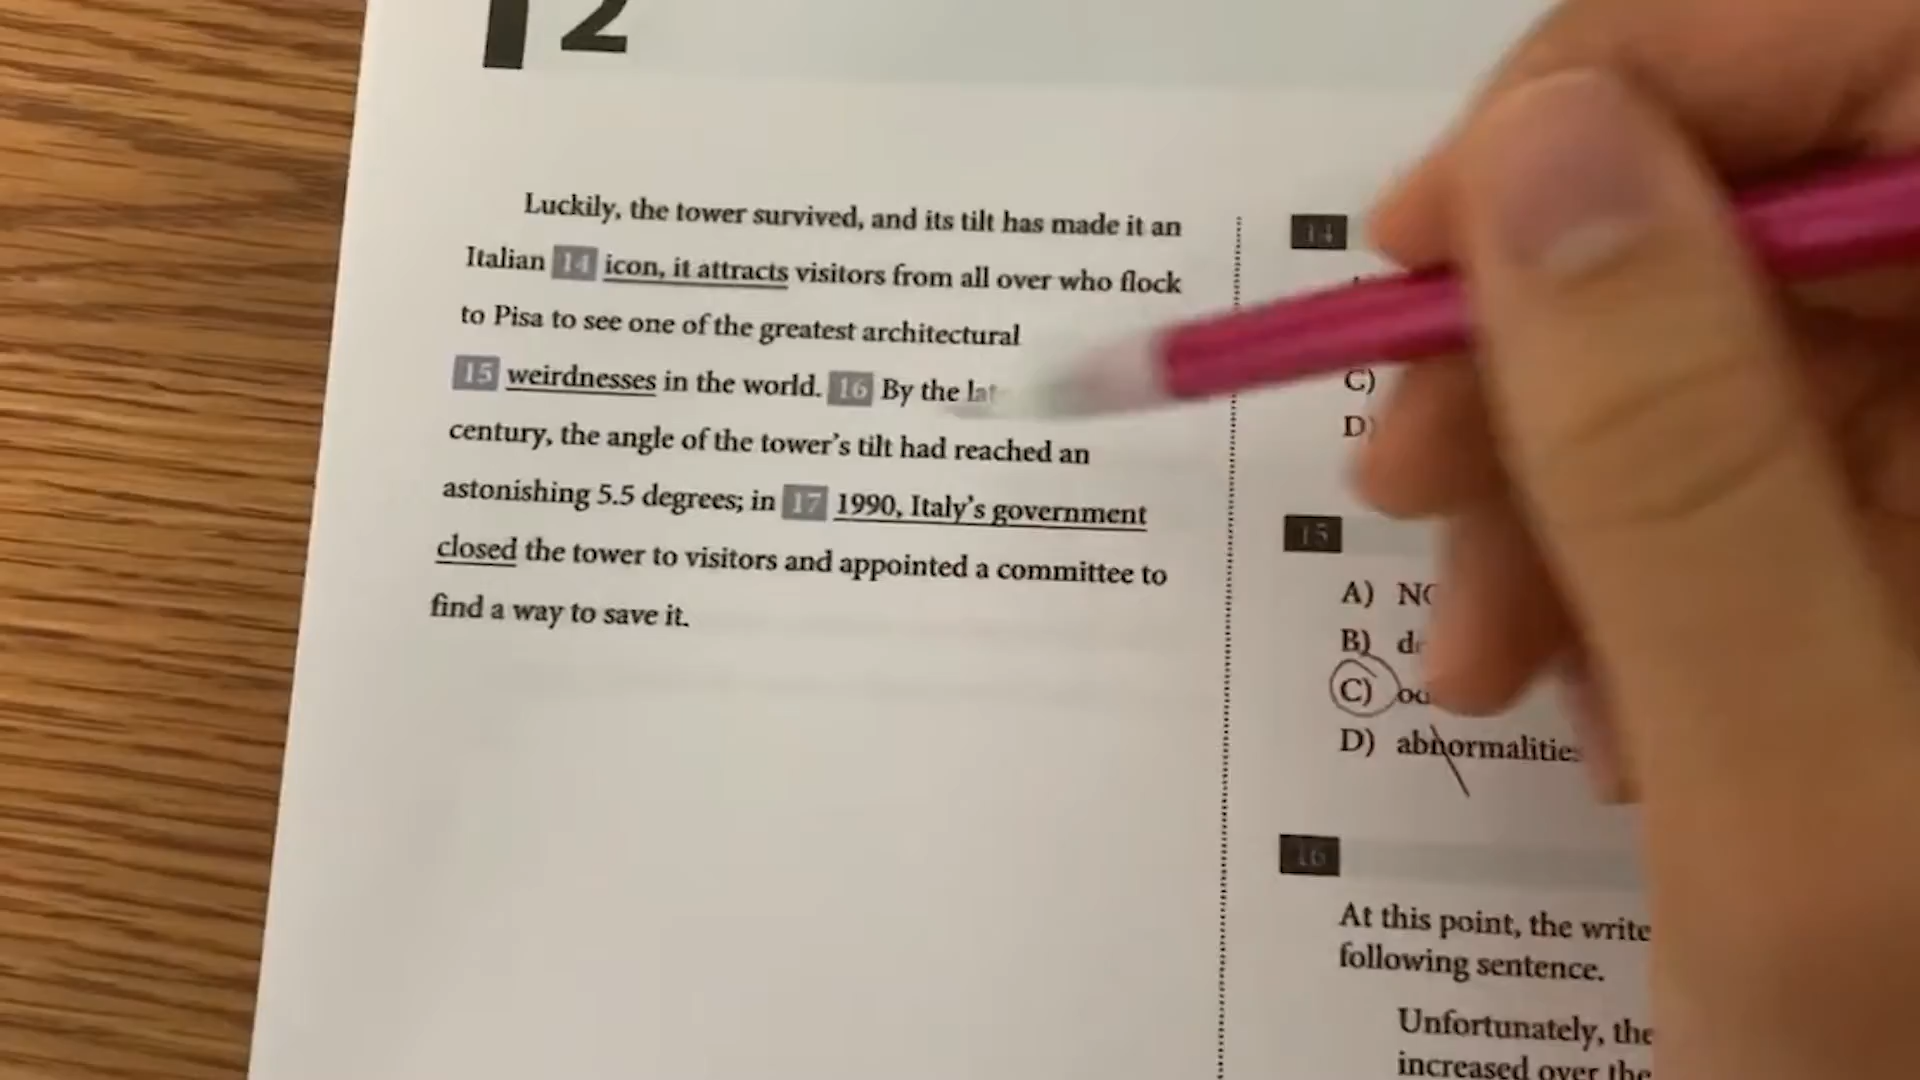 12
Luckily, the tower survived, and its tilt has made it an
Italian 14 icon, it attracts visitors from all over who flock
to Pisa to see one of the greatest architectural
15 weirdnesses in the world. 16 By the
century, the angle of the tower’s tilt had reached an
astonishing 5.5 degrees; in 17 1990, Italy’s government
closed the tower to visitors and appointed a committee to
find a way to save it.
14
C)
D)
15
A)
B)
C)
D) abnormalities
16
At this point, the write
following sentence.
Unfortunately, the
increased over the